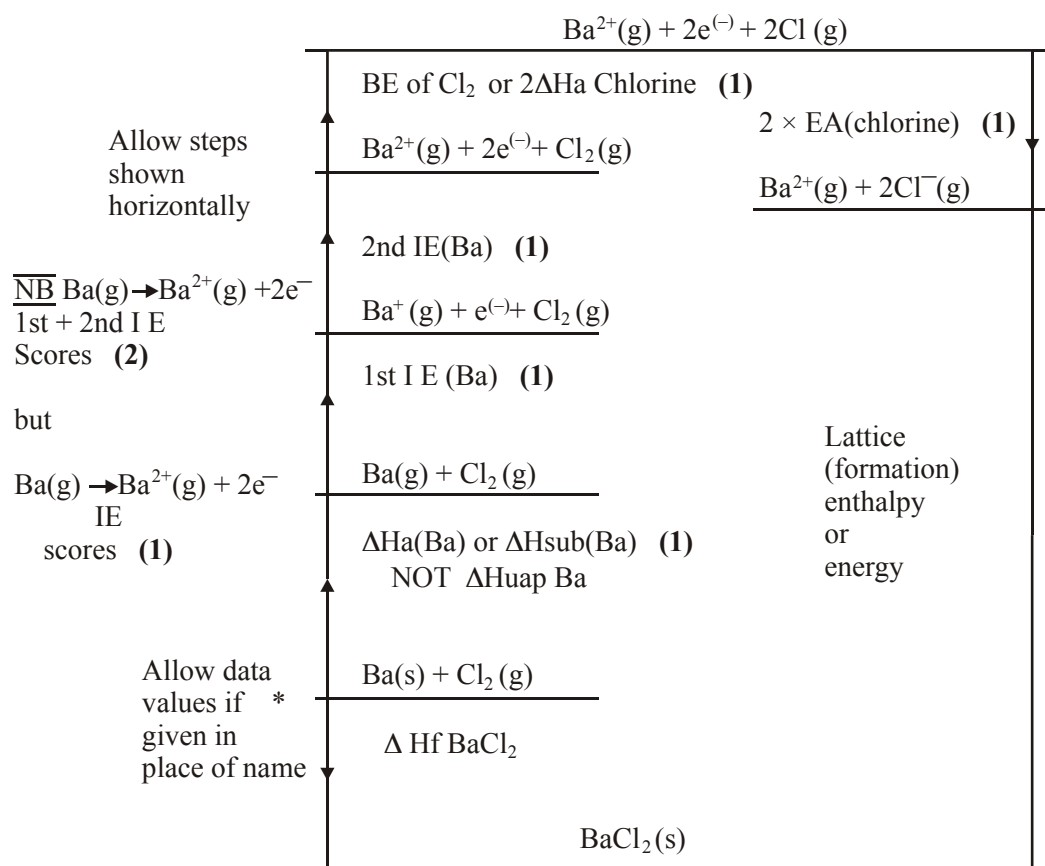 Ba²⁺(g) + 2e⁽⁻⁾ + 2Cl (g)
BE of Cl₂ or 2ΔHa Chlorine (1)
2 × EA(chlorine) (1)
Allow steps
shown
horizontally
Ba²⁺(g) + 2e⁽⁻⁾+ Cl₂(g)
Ba²⁺(g) + 2Cl⁻(g)
2nd IE(Ba) (1)
NB Ba(g) → Ba²⁺(g) +2e⁻
1st + 2nd I E
Scores (2)
Ba⁺ (g) + e⁽⁻⁾+ Cl₂(g)
1st I E (Ba) (1)
but
Ba(g) → Ba²⁺(g) + 2e⁻
IE
scores (1)
Ba(g) + Cl₂(g)
Lattice
(formation)
enthalpy
or
energy
ΔHa(Ba) or ΔHsub(Ba) (1)
NOT ΔHuap Ba
Allow data
values if *
given in
place of name
Ba(s) + Cl₂(g)
Δ Hf BaCl₂
BaCl₂(s)